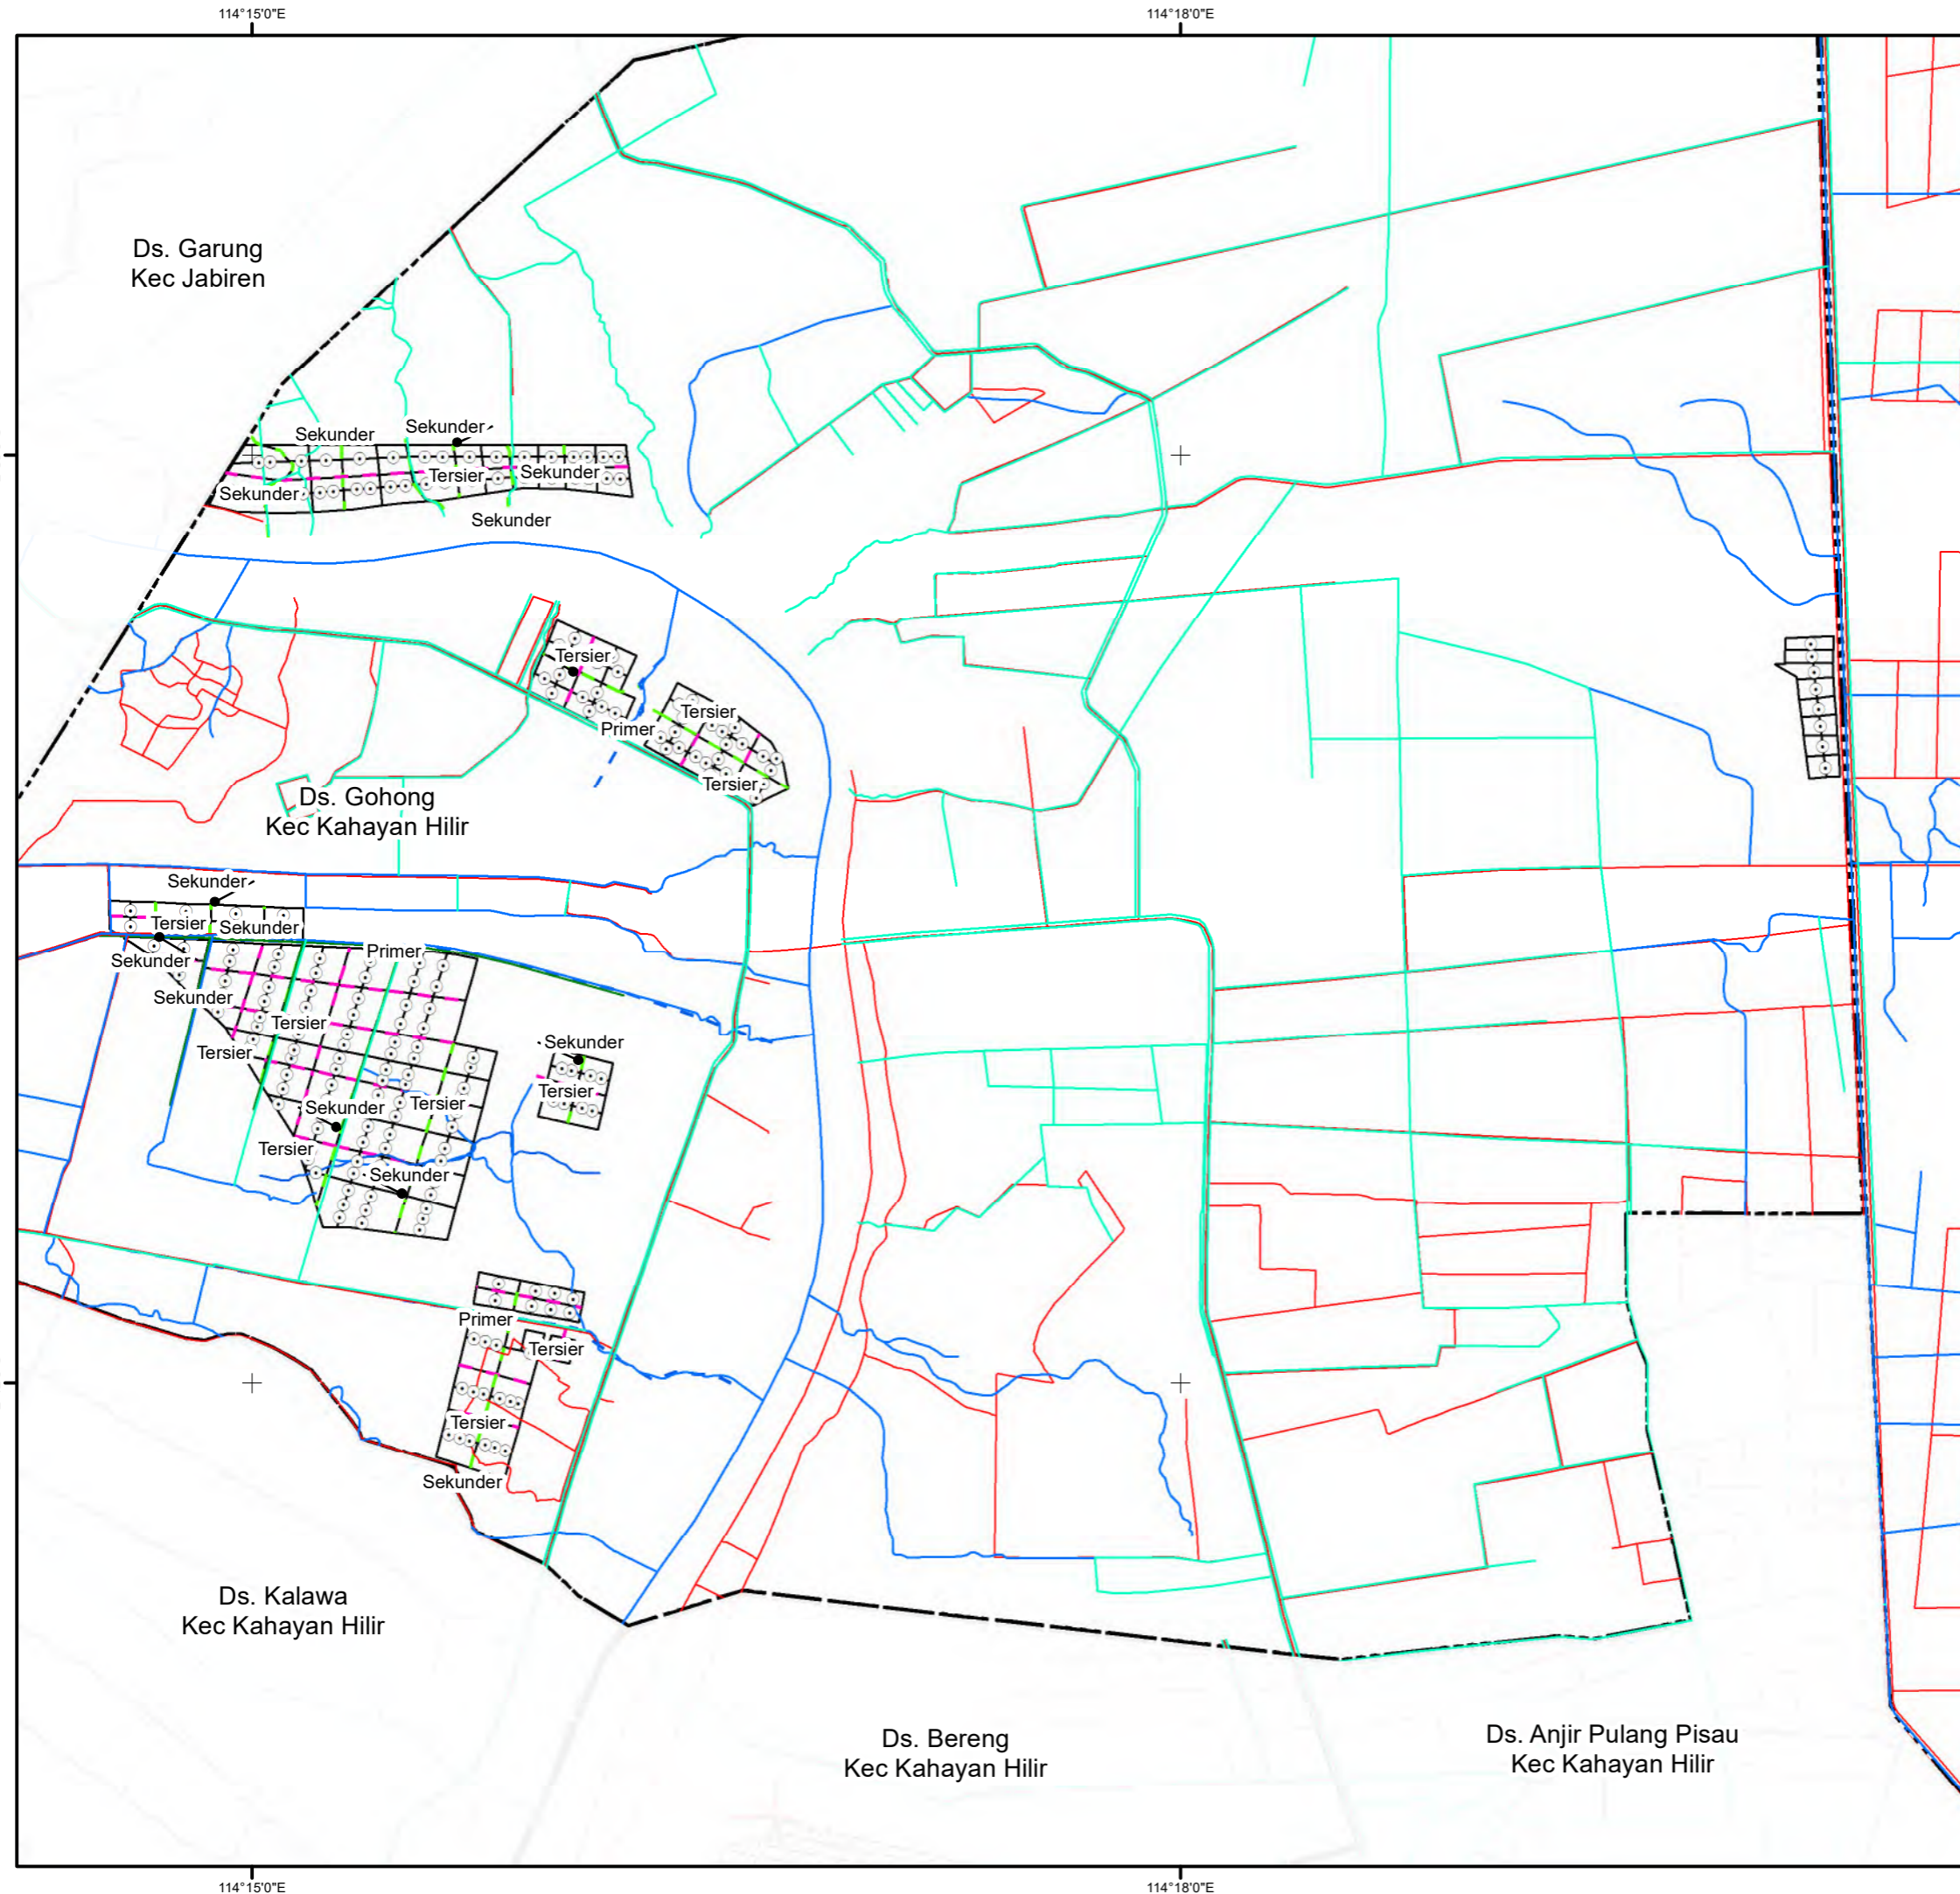 114°15'0"E
114°18'0"E
Ds. Garung
Kec Jabiren
Sekunder
Sekunder
Tersier
Sekunder
Sekunder
Sekunder
Tersier
Tersier
Primer
Tersier
Ds. Gohong
Kec Kahayan Hilir
Sekunder
Tersier
Sekunder
Primer
Sekunder
Sekunder
Tersier
Tersier
Sekunder
Tersier
Sekunder
Tersier
Tersier
Sekunder
Primer
Tersier
Tersier
Sekunder
Ds. Kalawa
Kec Kahayan Hilir
Ds. Bereng
Kec Kahayan Hilir
Ds. Anjir Pulang Pisau
Kec Kahayan Hilir
114°15'0"E
114°18'0"E